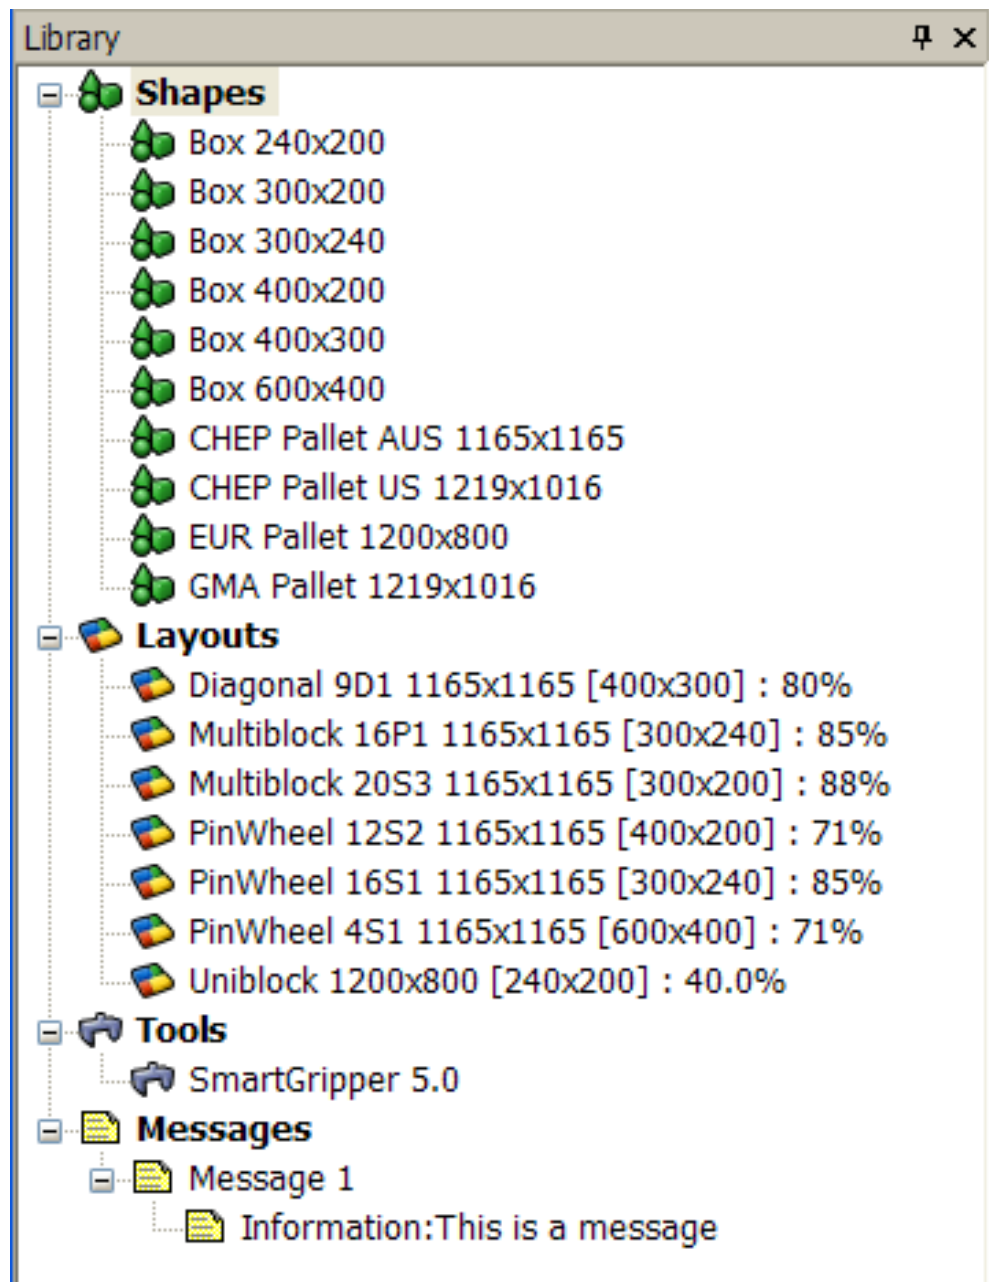 Library
Shapes
Box 240x200
Box 300x200
Box 300x240
Box 400x200
Box 400x300
Box 600x400
CHEP Pallet AUS 1165x1165
CHEP Pallet US 1219x1016
EUR Pallet 1200x800
GMA Pallet 1219x1016
Layouts
Diagonal 9D1 1165x1165 [400x300] : 80%
Multiblock 16P1 1165x1165 [300x240] : 85%
Multiblock 20S3 1165x1165 [300x200] : 88%
PinWheel 12S2 1165x1165 [400x200] : 71%
PinWheel 16S1 1165x1165 [300x240] : 85%
PinWheel 4S1 1165x1165 [600x400] : 71%
Uniblock 1200x800 [240x200] : 40.0%
Tools
SmartGripper 5.0
Messages
Message 1
Information:This is a message